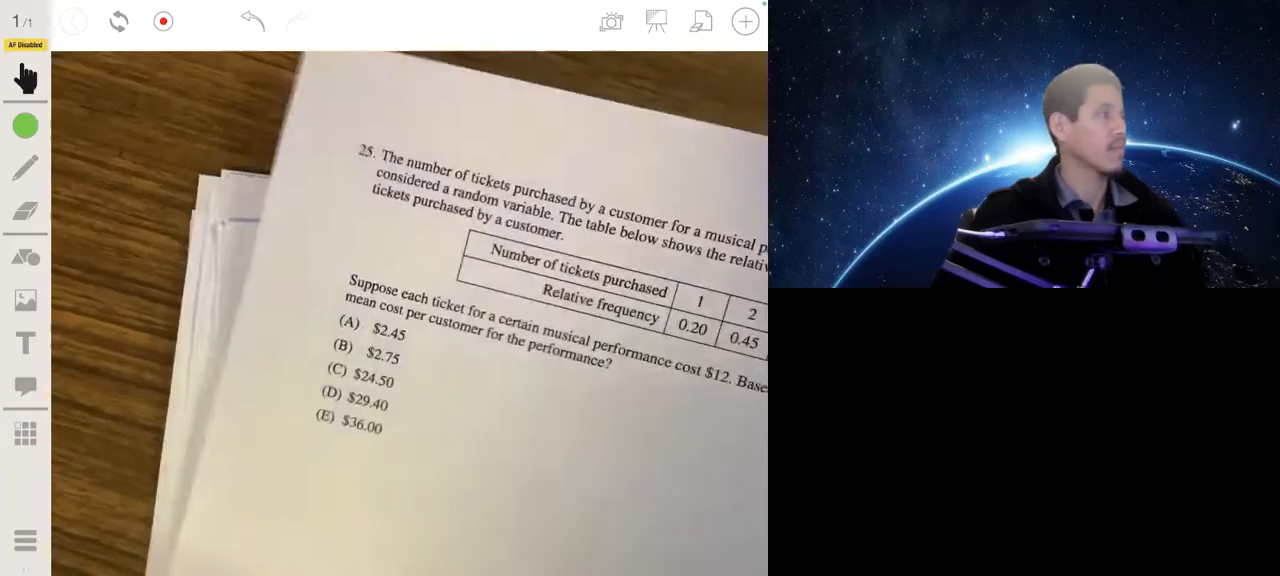 1/1
AF Disabled
T
25. The number of tickets purchased by a customer for a musical
considered a random variable. The table below shows the
tickets purchased by a customer.
Number of tickets purchased 1 2
Relative frequency 0.20 0.45
Suppose each ticket for a certain musical performance cost $12.
mean cost per customer for the performance?
(A) $2.45
(B) $2.75
(C) $24.50
(D) $29.40
(E) $36.00